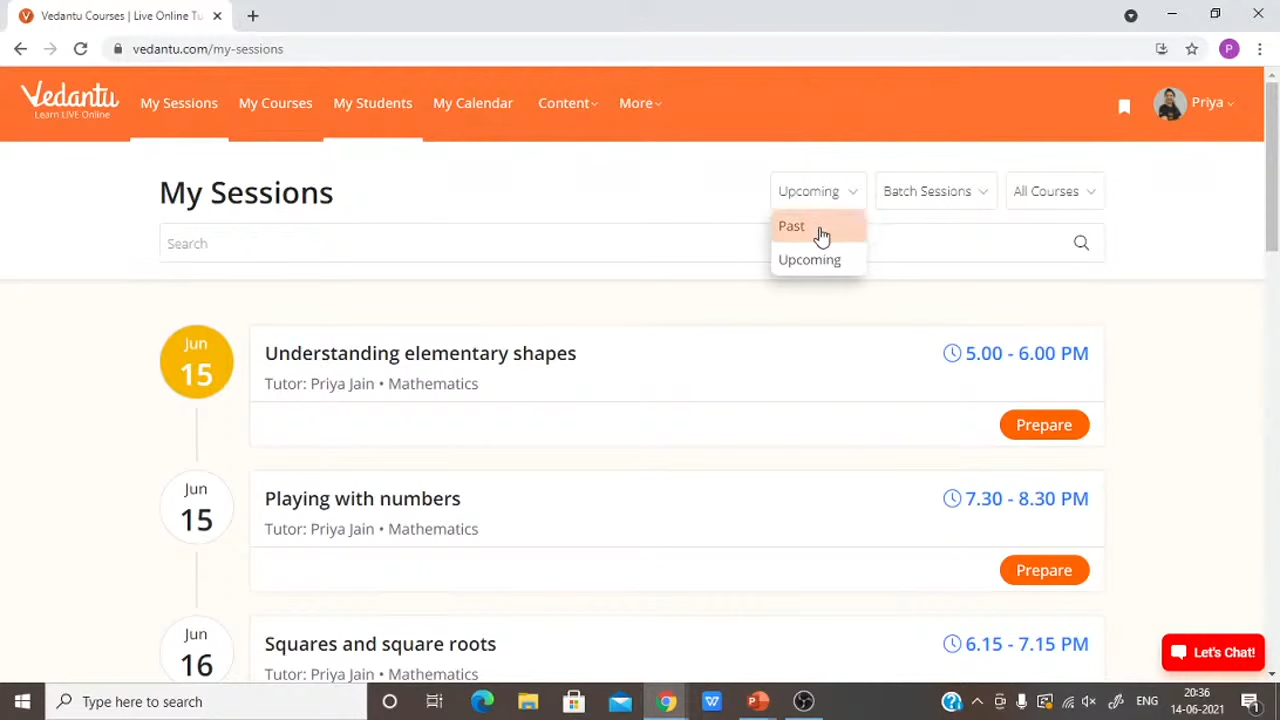 Vedantu Courses | Live Online Tu
vedantu.com/my-sessions
P
Vedantu
Learn LIVE Online
My Sessions
My Courses
My Students
My Calendar
Content
More
Priya
My Sessions
Upcoming
Batch Sessions
All Courses
Past
Upcoming
Search
Jun
15
Understanding elementary shapes
5.00 - 6.00 PM
Tutor: Priya Jain • Mathematics
Prepare
Jun
15
Playing with numbers
7.30 - 8.30 PM
Tutor: Priya Jain • Mathematics
Prepare
Jun
16
Squares and square roots
6.15 - 7.15 PM
Tutor: Priya Jain • Mathematics
Let's Chat!
Type here to search
ENG
20:36
14-06-2021
1